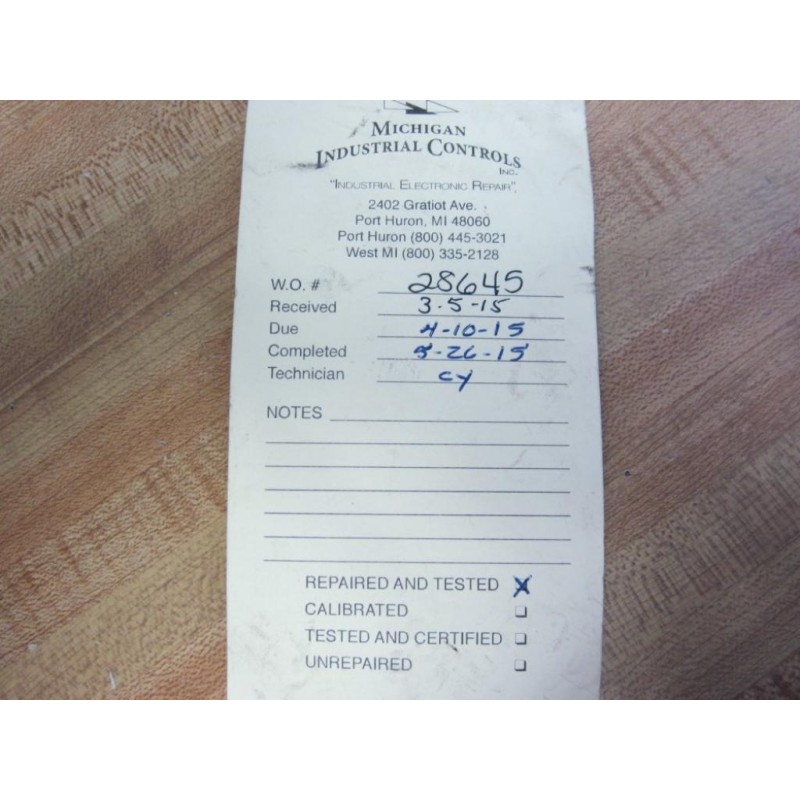 MICHIGAN
INDUSTRIAL CONTROLS
INC.
"INDUSTRIAL ELECTRONIC REPAIR"
2402 Gratiot Ave.
Port Huron, MI 48060
Port Huron (800) 445-3021
West MI (800) 335-2128
W.O. # 28645
Received 3-5-15
Due 4-10-15
Completed 5-26-15
Technician CY
NOTES
REPAIRED AND TESTED X
CALIBRATED
TESTED AND CERTIFIED
UNREPAIRED